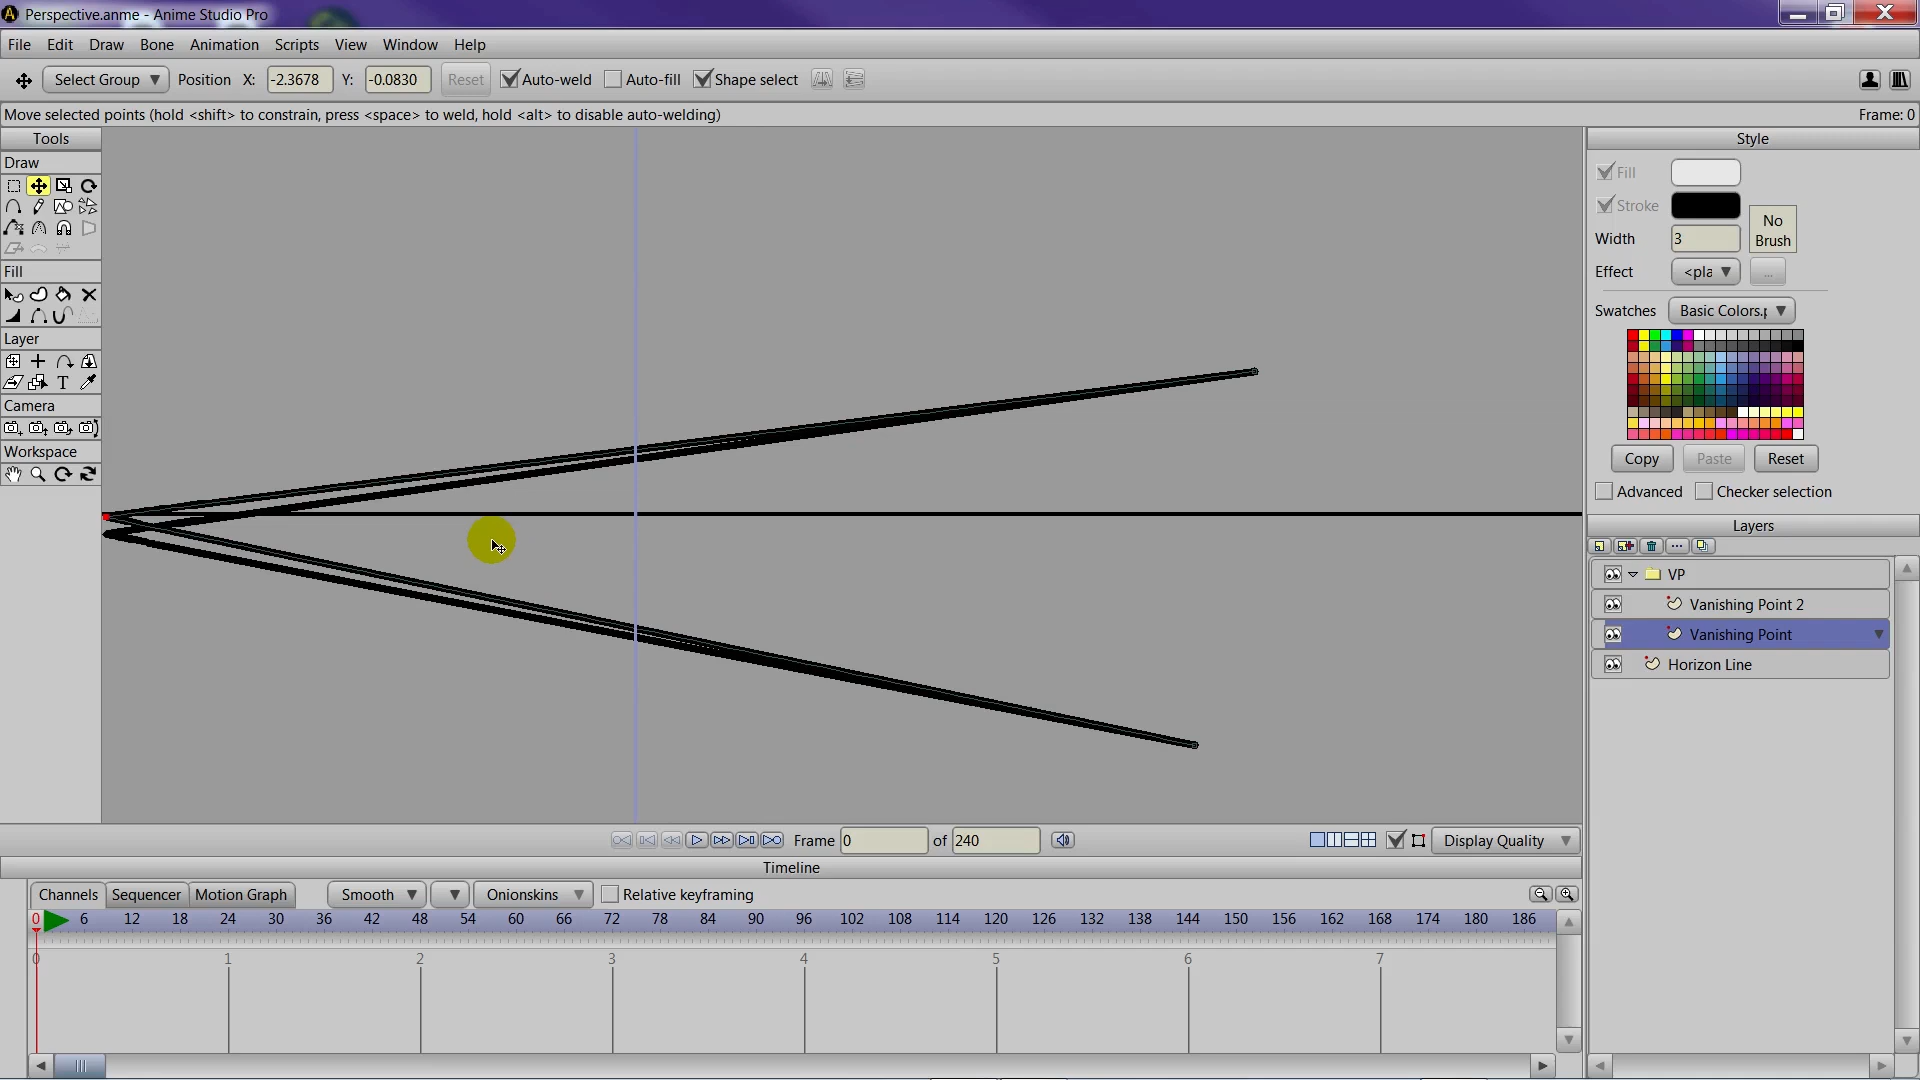 Perspective.anme - Anime Studio Pro
File Edit Draw Bone Animation Scripts View Window Help
Select Group Position X: -2.3678 Y: -0.0830 Reset Auto-weld Auto-fill Shape select
Move selected points (hold <shift> to constrain, press <space> to weld, hold <alt> to disable auto-welding) Frame: 0
Tools
Draw
Fill
Layer
Camera
Workspace
Style
Fill
Stroke
Width 3
No
Brush
Effect <pla ...
Swatches Basic Colors.p
Copy Paste Reset
Advanced Checker selection
Layers
VP
Vanishing Point 2
Vanishing Point
Horizon Line
Frame 0 of 240 Display Quality
Timeline
Channels Sequencer Motion Graph Smooth Onionskins Relative keyframing
0 6 12 18 24 30 36 42 48 54 60 66 72 78 84 90 96 102 108 114 120 126 132 138 144 150 156 162 168 174 180 186
0 1 2 3 4 5 6 7